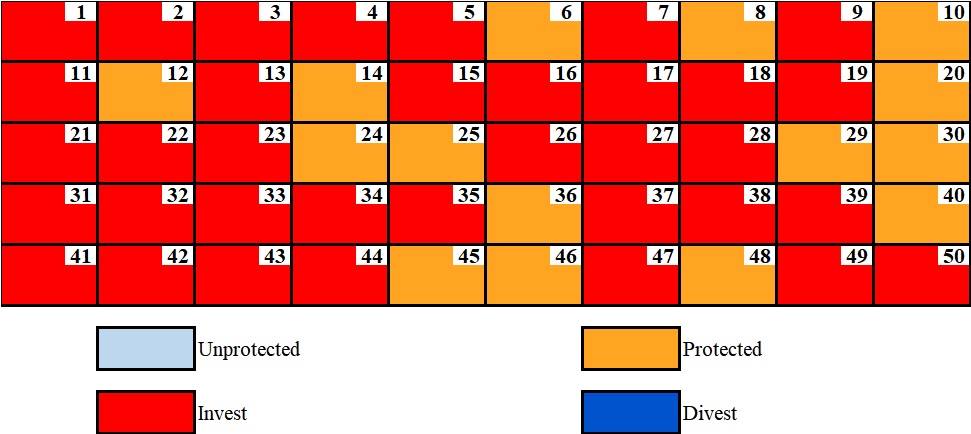 1 2 3 4 5 6 7 8 9 10
11 12 13 14 15 16 17 18 19 20
21 22 23 24 25 26 27 28 29 30
31 32 33 34 35 36 37 38 39 40
41 42 43 44 45 46 47 48 49 50
Unprotected Protected
Invest Divest